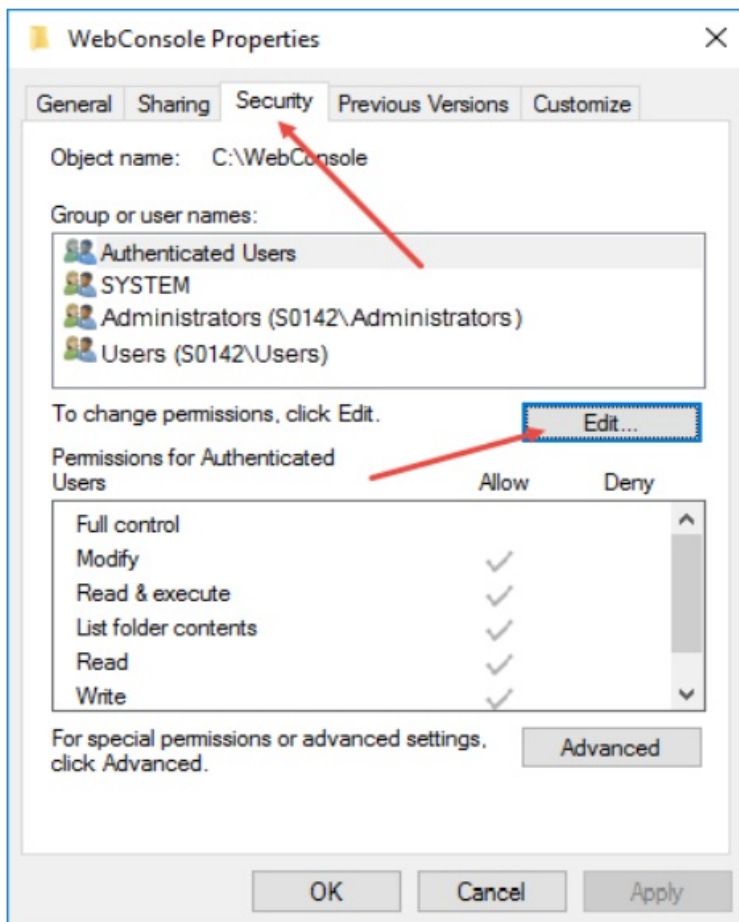 WebConsole Properties
General Sharing Security Previous Versions Customize
Object name: C:\WebConsole
Group or user names:
Authenticated Users
SYSTEM
Administrators (S0142\Administrators)
Users (S0142\Users)
To change permissions, click Edit.
Edit...
Permissions for Authenticated
Users Allow Deny
Full control
Modify
Read & execute
List folder contents
Read
Write
For special permissions or advanced settings,
click Advanced.
Advanced
OK Cancel Apply